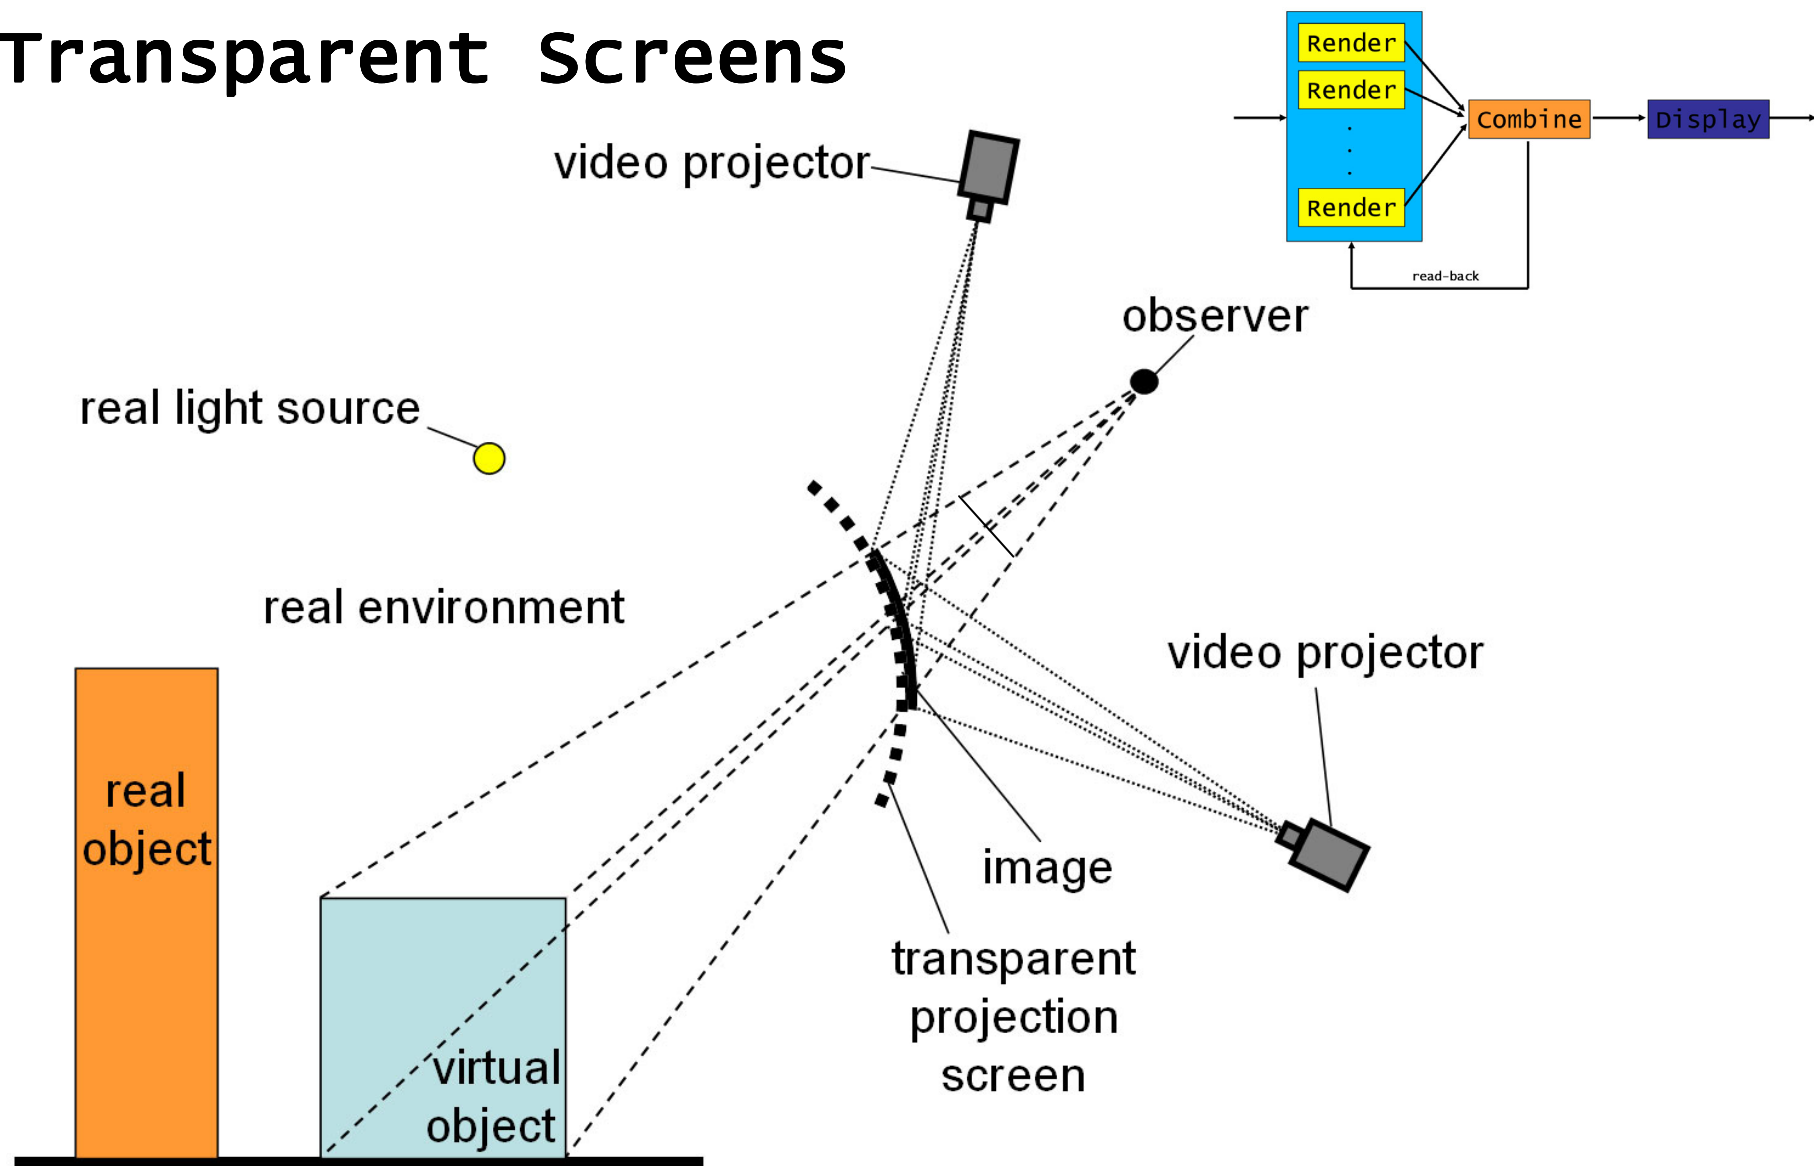 Transparent Screens
Render
Render
.
.
.
Render
Combine
Display
read-back
video projector
observer
real light source
real environment
video projector
real
object
image
transparent
projection
screen
virtual
object